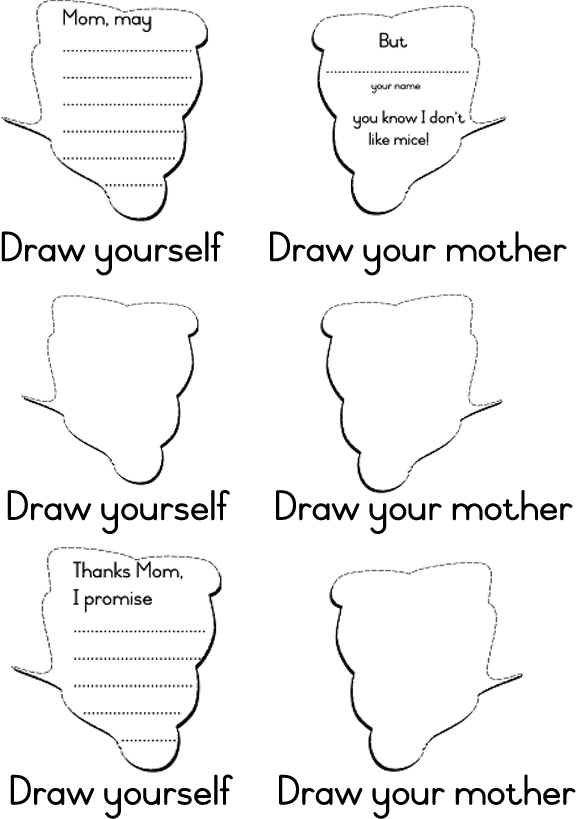 Mom, may
But
your name
you know I don't
like mice!
Draw yourself
Draw your mother
Draw yourself
Draw your mother
Thanks Mom,
I promise
Draw yourself
Draw your mother